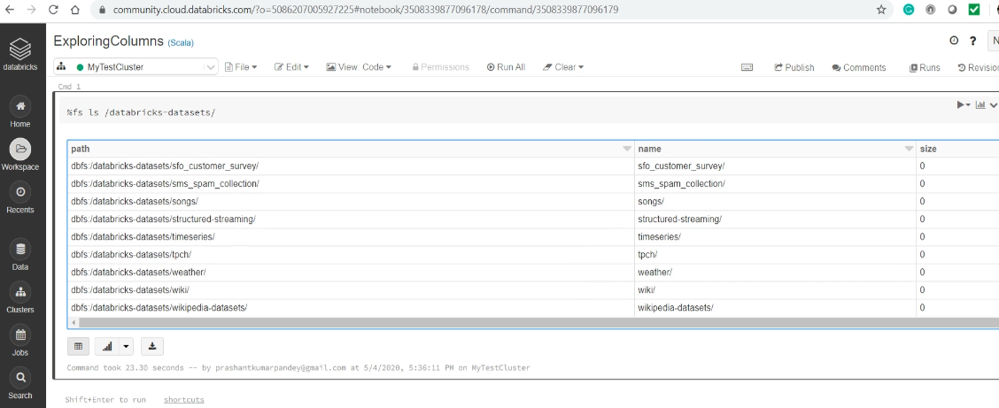 community.cloud.databricks.com/?o=5086207005927225#notebook/3508339877096178/command/3508339877096179
databricks
Home
Workspace
Recents
Data
Clusters
Jobs
Search
ExploringColumns (Scala)
?
N
MyTestCluster File Edit View: Code Permissions Run All Clear Publish Comments Runs Revision
Cmd 1
%fs ls /databricks-datasets/
path name size
dbfs:/databricks-datasets/sfo_customer_survey/ sfo_customer_survey/ 0
dbfs:/databricks-datasets/sms_spam_collection/ sms_spam_collection/ 0
dbfs:/databricks-datasets/songs/ songs/ 0
dbfs:/databricks-datasets/structured-streaming/ structured-streaming/ 0
dbfs:/databricks-datasets/timeseries/ timeseries/ 0
dbfs:/databricks-datasets/tpch/ tpch/ 0
dbfs:/databricks-datasets/weather/ weather/ 0
dbfs:/databricks-datasets/wiki/ wiki/ 0
dbfs:/databricks-datasets/wikipedia-datasets/ wikipedia-datasets/ 0
Command took 23.30 seconds -- by prashantkumarpandey@gmail.com at 5/4/2020, 5:36:11 PM on MyTestCluster
Shift+Enter to run shortcuts